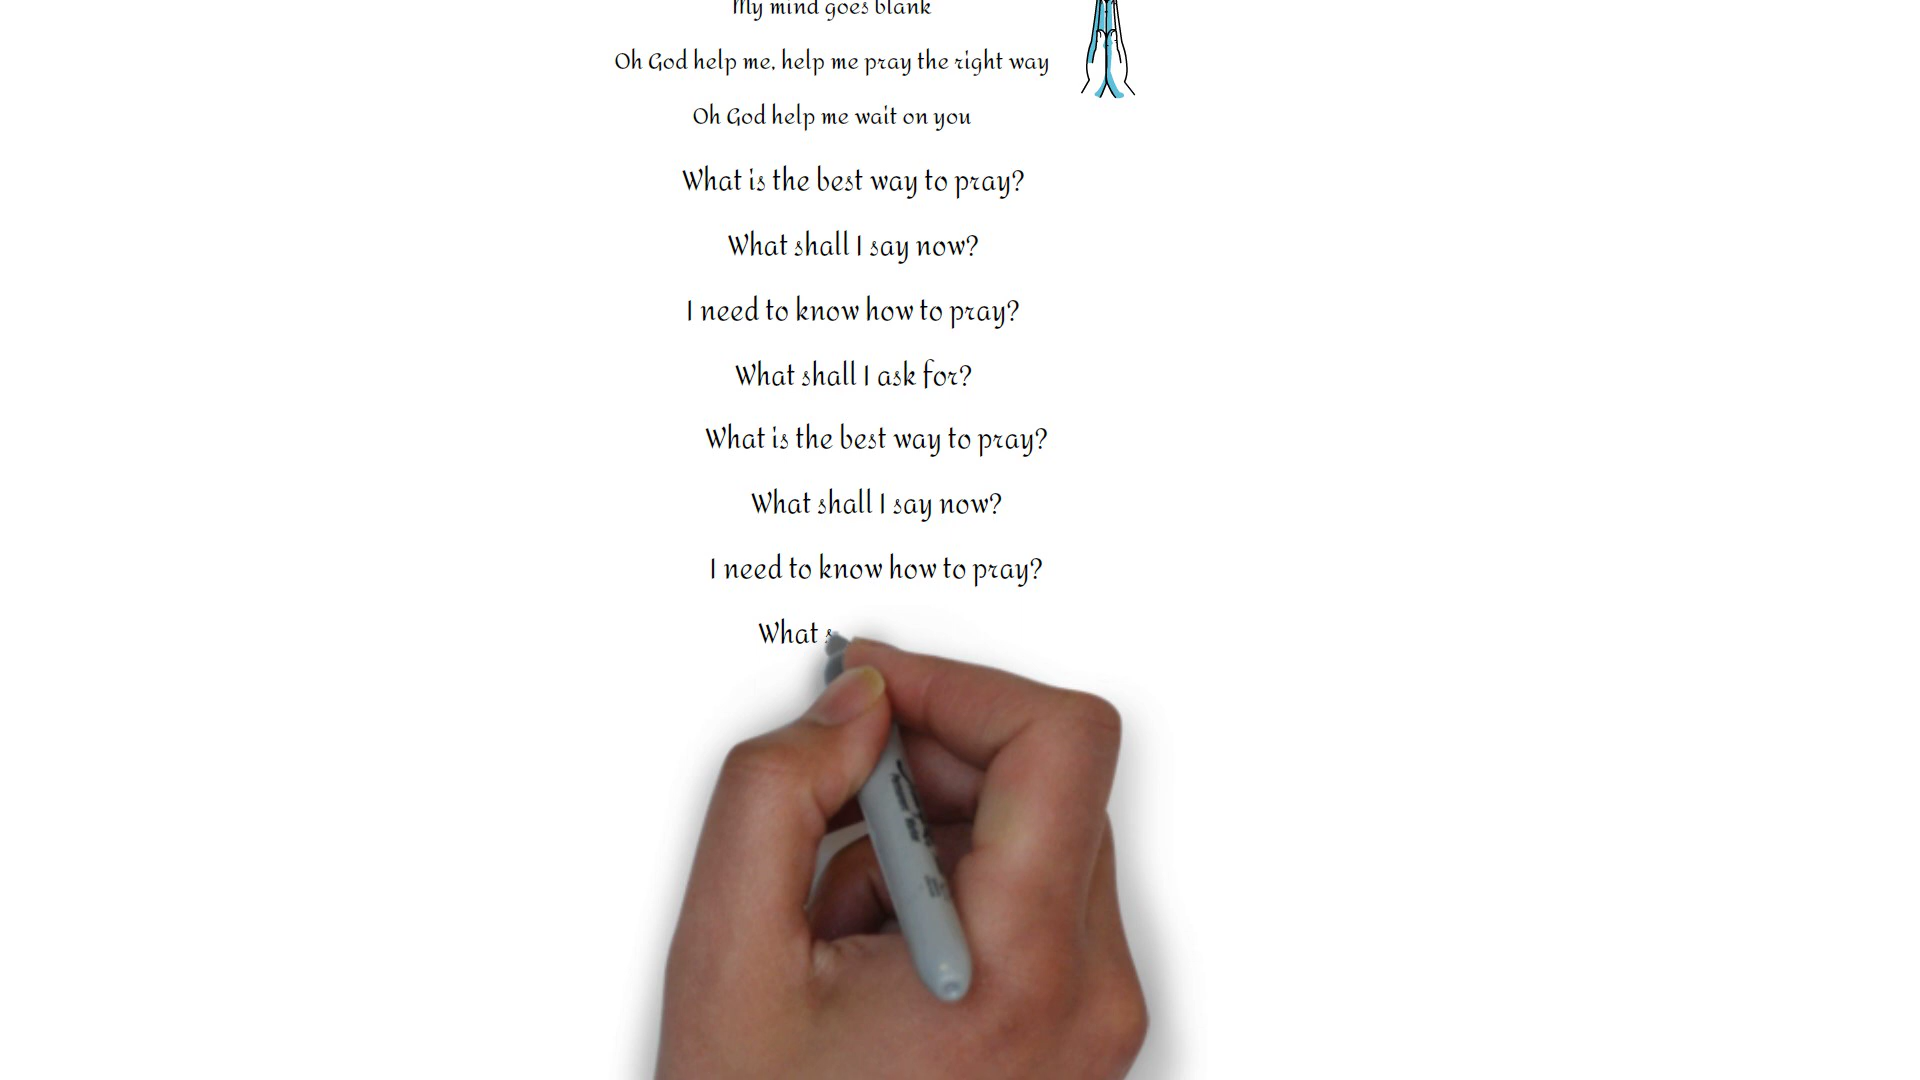 My mind goes blank
Oh God help me, help me pray the right way
Oh God help me wait on you
What is the best way to pray?
What shall I say now?
I need to know how to pray?
What shall I ask for?
What is the best way to pray?
What shall I say now?
I need to know how to pray?
What s